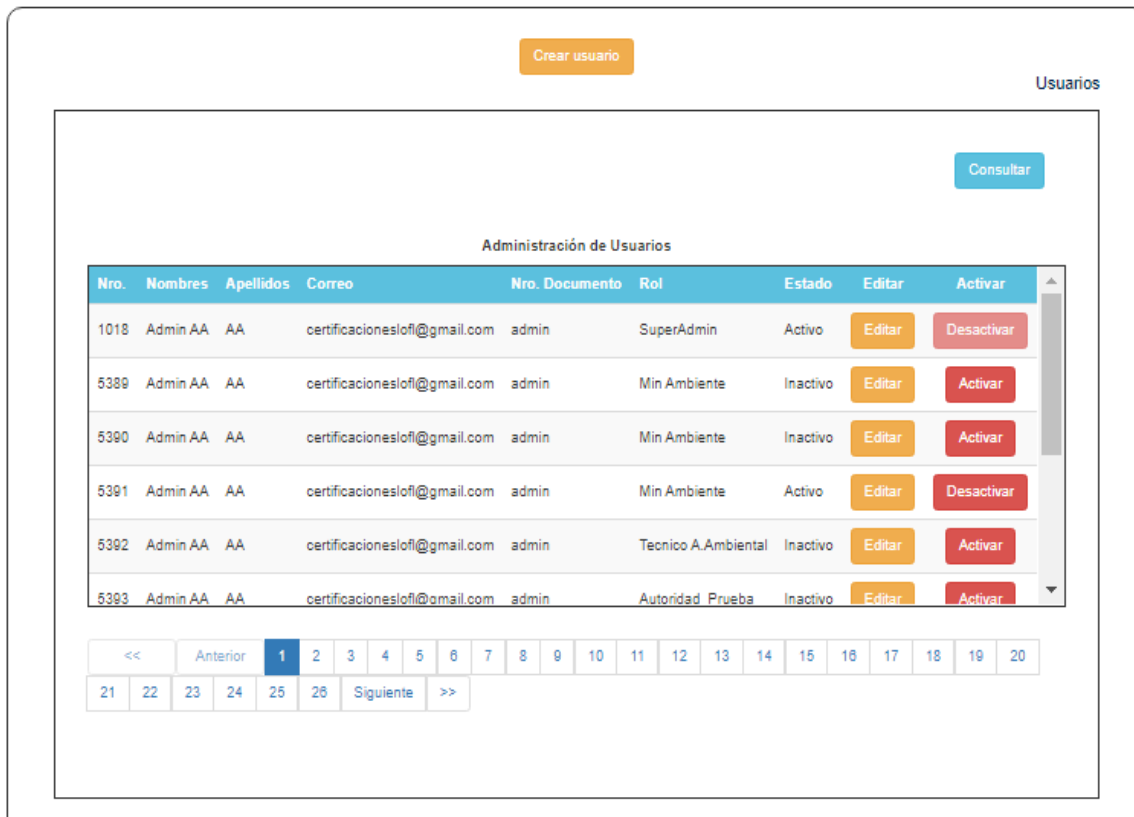 Crear usuario
Usuarios
Consultar
Administración de Usuarios
Nro. Nombres Apellidos Correo Nro. Documento Rol Estado Editar Activar
1018 Admin AA AA certificacioneslofl@gmail.com admin SuperAdmin Activo Editar Desactivar
5389 Admin AA AA certificacioneslofl@gmail.com admin Min Ambiente Inactivo Editar Activar
5390 Admin AA AA certificacioneslofl@gmail.com admin Min Ambiente Inactivo Editar Activar
5391 Admin AA AA certificacioneslofl@gmail.com admin Min Ambiente Activo Editar Desactivar
5392 Admin AA AA certificacioneslofl@gmail.com admin Tecnico A.Ambiental Inactivo Editar Activar
5393 Admin AA AA certificacioneslofl@gmail.com admin Autoridad_Prueba Inactivo Editar Activar
<< Anterior 1 2 3 4 5 6 7 8 9 10 11 12 13 14 15 16 17 18 19 20
21 22 23 24 25 26 Siguiente >>